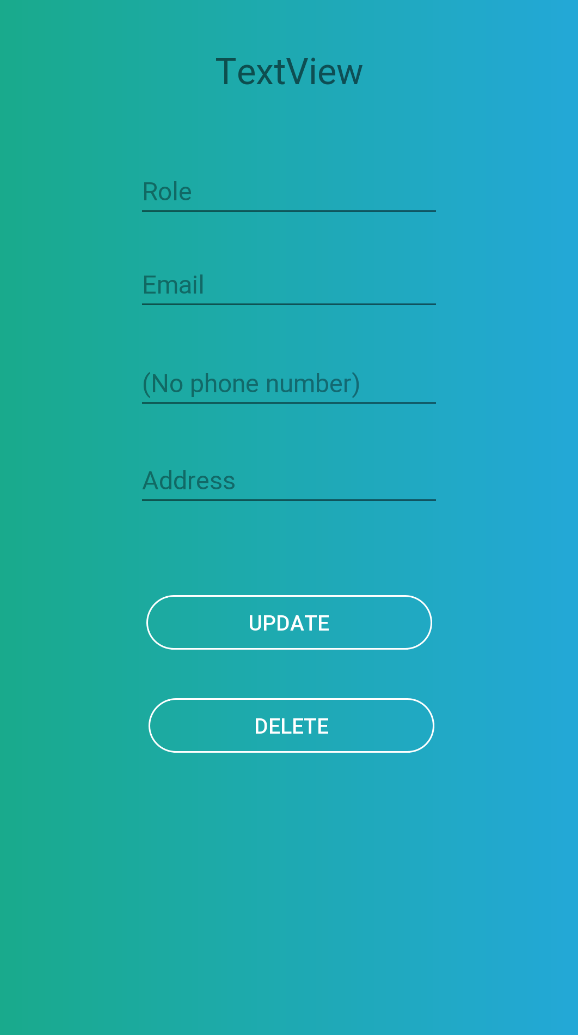 TextView
Role
Email
(No phone number)
Address
UPDATE
DELETE